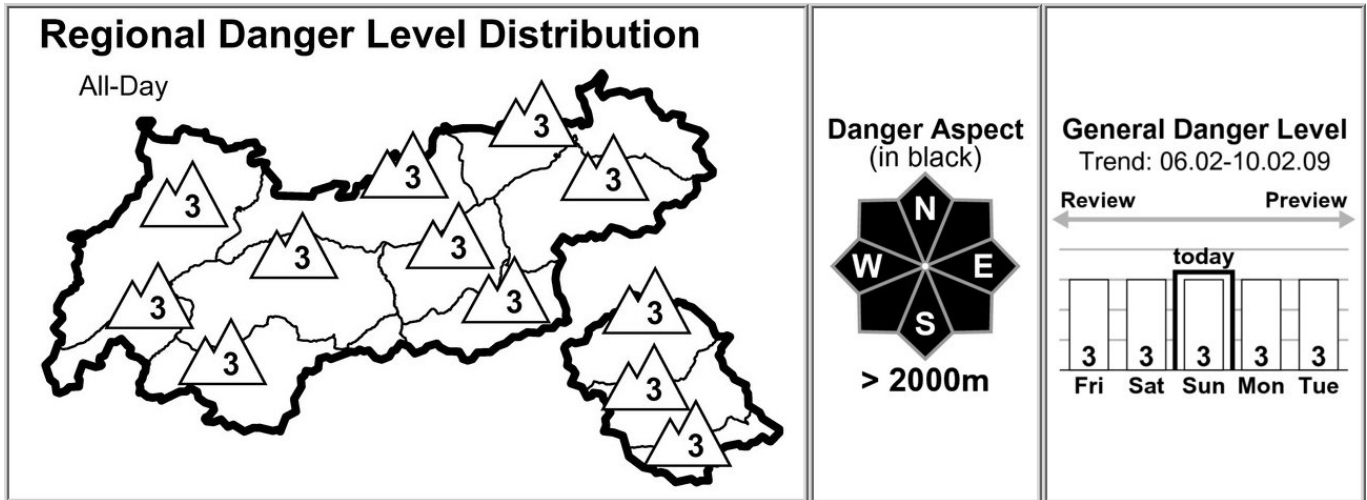 Regional Danger Level Distribution
All-Day
3
3
3
3
3
3
3
3
3
3
3
3
Danger Aspect
(in black)
N
W E
S
> 2000m
General Danger Level
Trend: 06.02-10.02.09
Review Preview
today
3 3 3 3 3
Fri Sat Sun Mon Tue